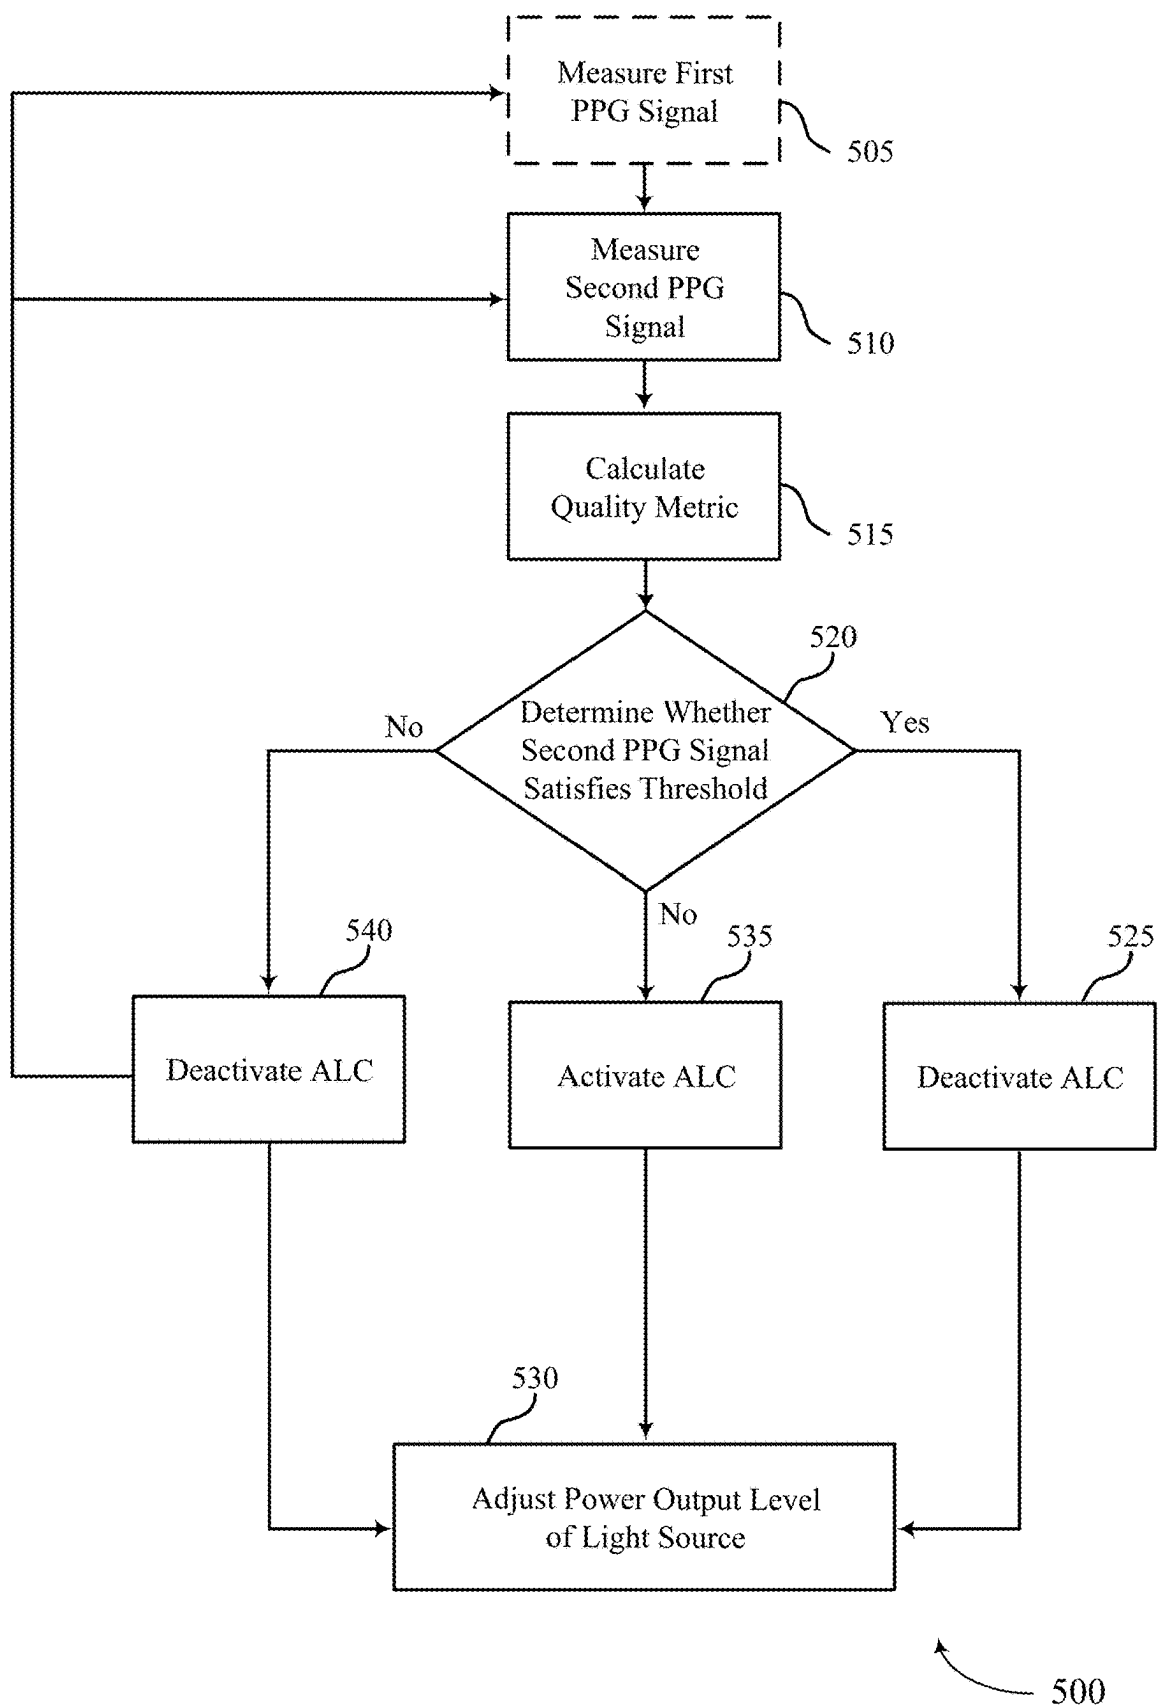 Measure First
PPG Signal
505
Measure
Second PPG
Signal
510
Calculate
Quality Metric
515
520
Determine Whether
Second PPG Signal
Satisfies Threshold
No
Yes
No
540
535
525
Deactivate ALC
Activate ALC
Deactivate ALC
530
Adjust Power Output Level
of Light Source
500